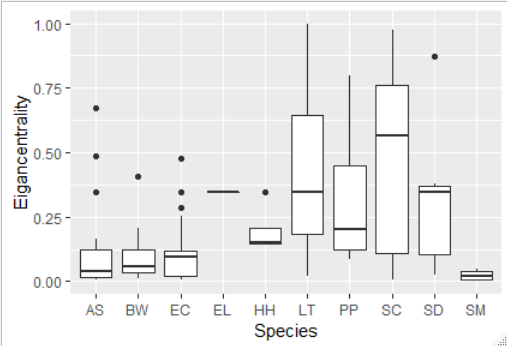 1.00
0.75
0.50
0.25
0.00
Eigancentrality
AS BW EC EL HH LT PP SC SD SM
Species